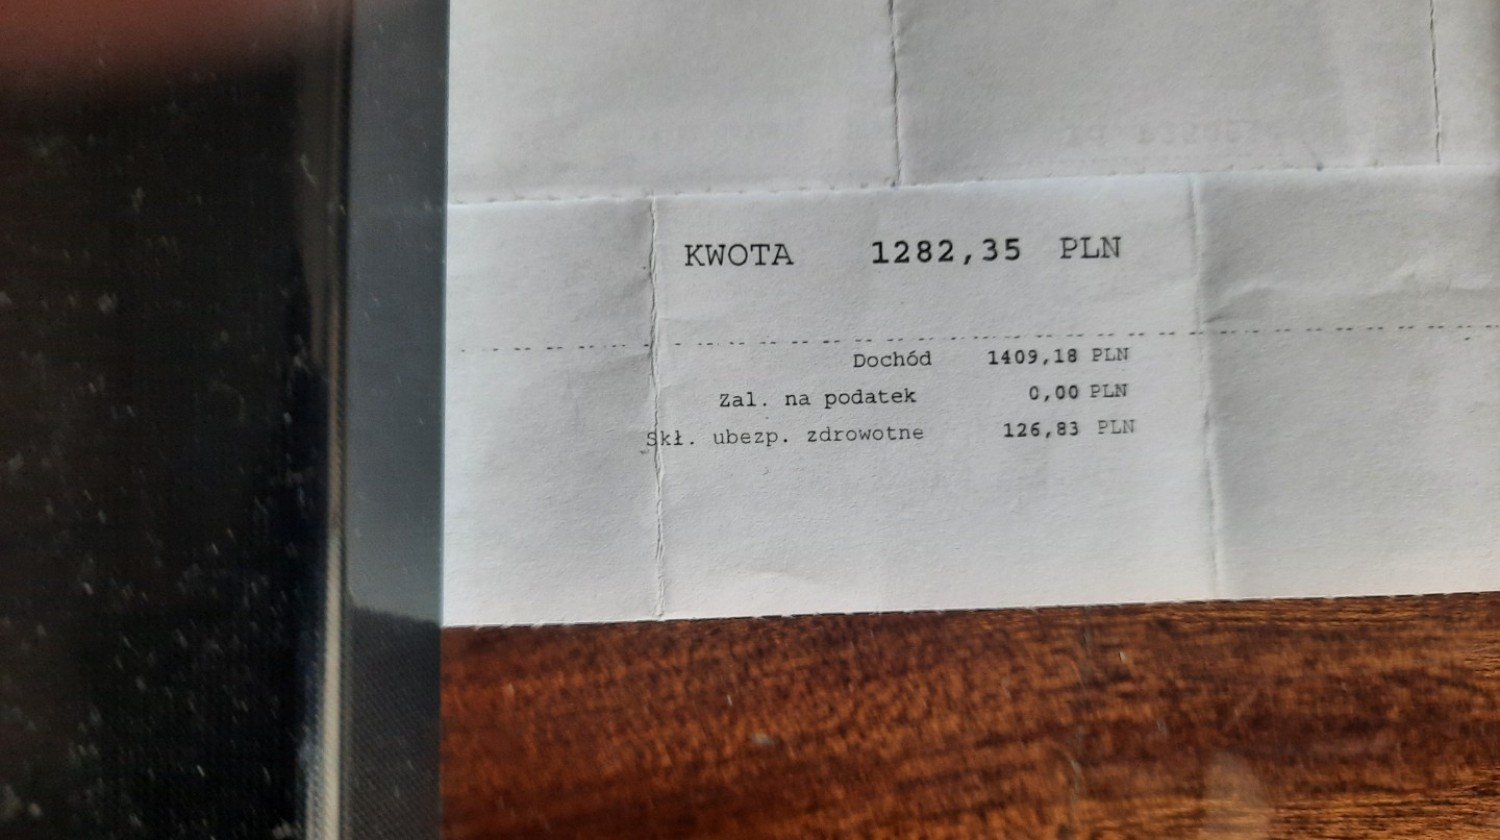 KWOTA 1282,35 PLN
Dochód 1409,18 PLN
Zal. na podatek 0,00 PLN
Skł. ubezp. zdrowotne 126,83 PLN